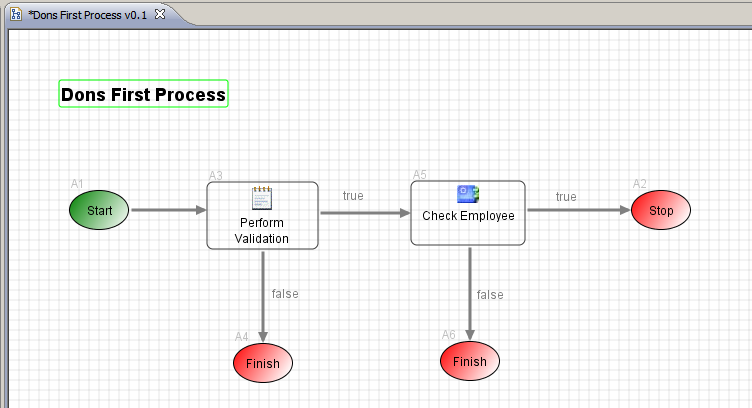 *Dons First Process v0.1
Dons First Process
A1
Start
A3
Perform
Validation
true
A5
Check Employee
true
A2
Stop
false
A4
Finish
false
A6
Finish